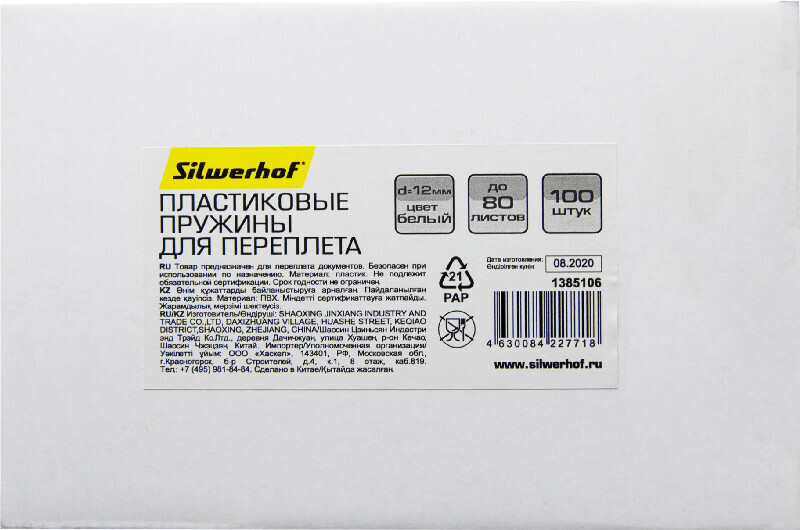 Silwerhof®
ПЛАСТИКОВЫЕ
ПРУЖИНЫ
ДЛЯ ПЕРЕПЛЕТА
d=12мм
цвет
белый
до
80
листов
100
штук
RU Товар предназначен для переплета документов. Безопасен при
использовании по назначению. Материал: пластик. Не подлежит
обязательной сертификации. Срок годности не ограничен.
KZ Өнім құжаттарды байланыстыруға арналған. Пайдаланылған
кезде қауіпсіз. Материал: ПВХ. Міндетті сертификаттауға жатпайды.
Жарамдылық мерзімі шектеусіз.
RU/KZ Изготовитель/Өндіруші: SHAOXING JINXIANG INDUSTRY AND
TRADE CO.,LTD, DAXIZHUANG VILLAGE, HUASHE STREET, KEQIAO
DISTRICT,SHAOXING, ZHEJIANG, CHINA/Шаосин Цзиньсян Индастри
энд Трэйд Ко.Лтд., деревня Дачичжуан, улица Хуашен, р-он Кечао,
Шаосин Чжэцзян, Китай. Импортер/Уполномоченная организация/
Уәкілетті ұйым: ООО «Хаскел», 143401, РФ, Московская обл.,
г.Красногорск, б-р Строителей, д.4, к.1, 8 этаж, каб.819.
Тел.: +7 (495) 981-84-84. Сделано в Китае/Қытайда жасалған.
21
PAP
Дата изготовления:
Өндірілген күнін
08.2020
1385106
4 630084 227718
www.silwerhof.ru